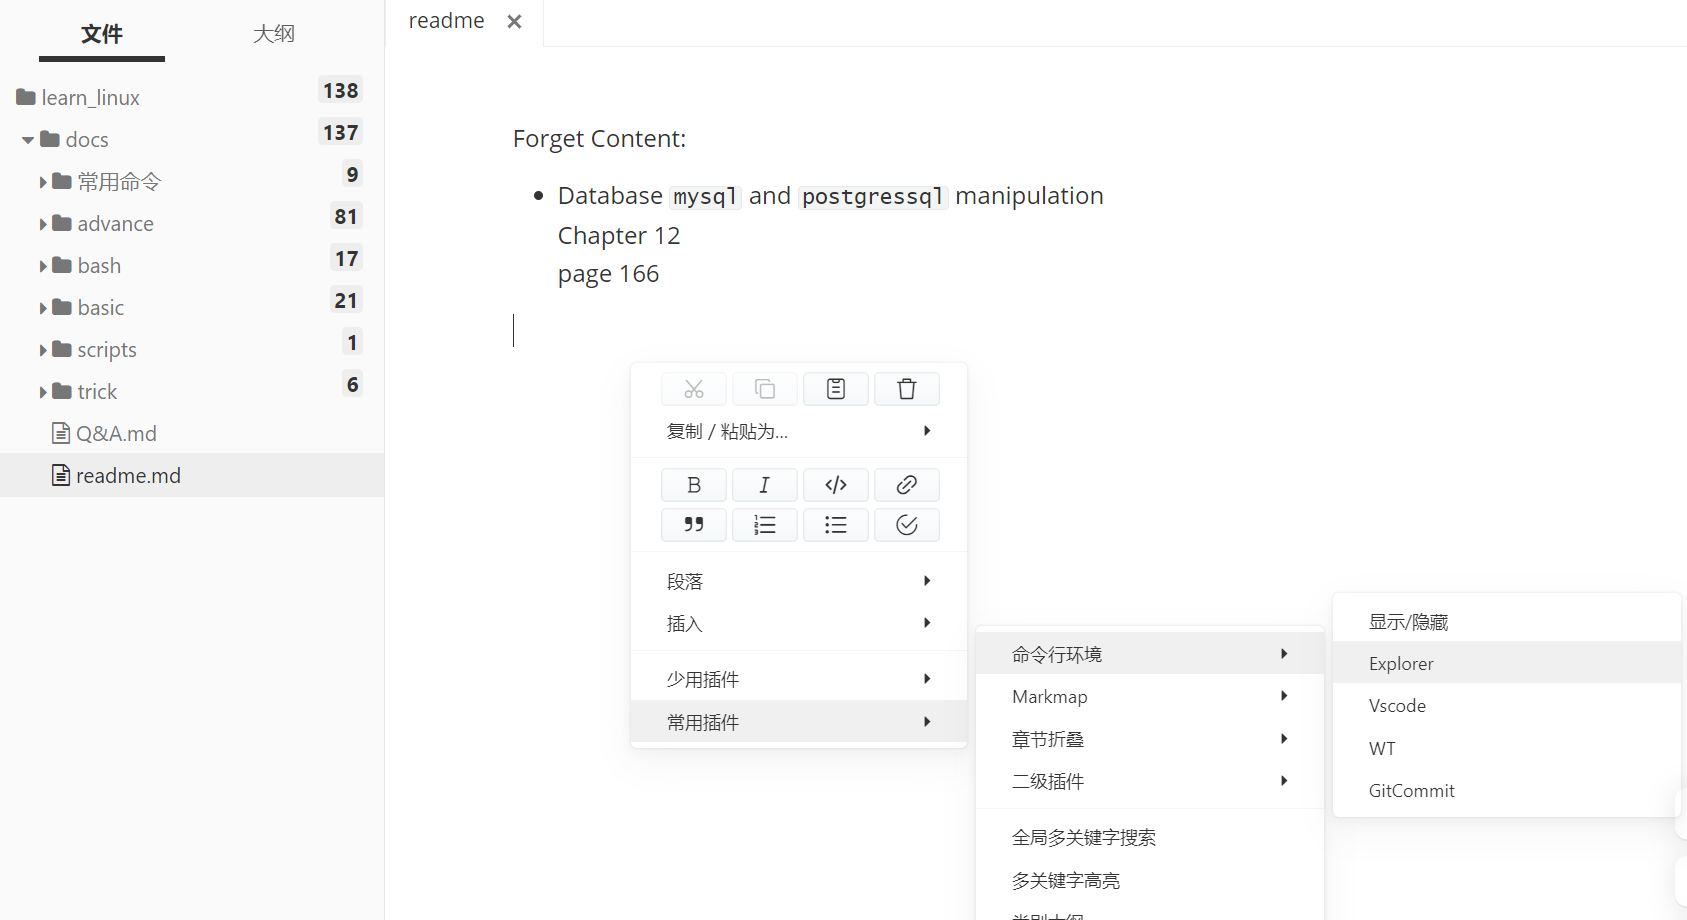 文件
大纲
learn_linux 138
docs 137
常用命令 9
advance 81
bash 17
basic 21
scripts 1
trick 6
Q&A.md
readme.md
readme
Forget Content:
Database mysql and postgressql manipulation
Chapter 12
page 166
复制 / 粘贴为...
B
I
段落
插入
少用插件
常用插件
命令行环境
Markmap
章节折叠
二级插件
全局多关键字搜索
多关键字高亮
显示/隐藏
Explorer
Vscode
WT
GitCommit